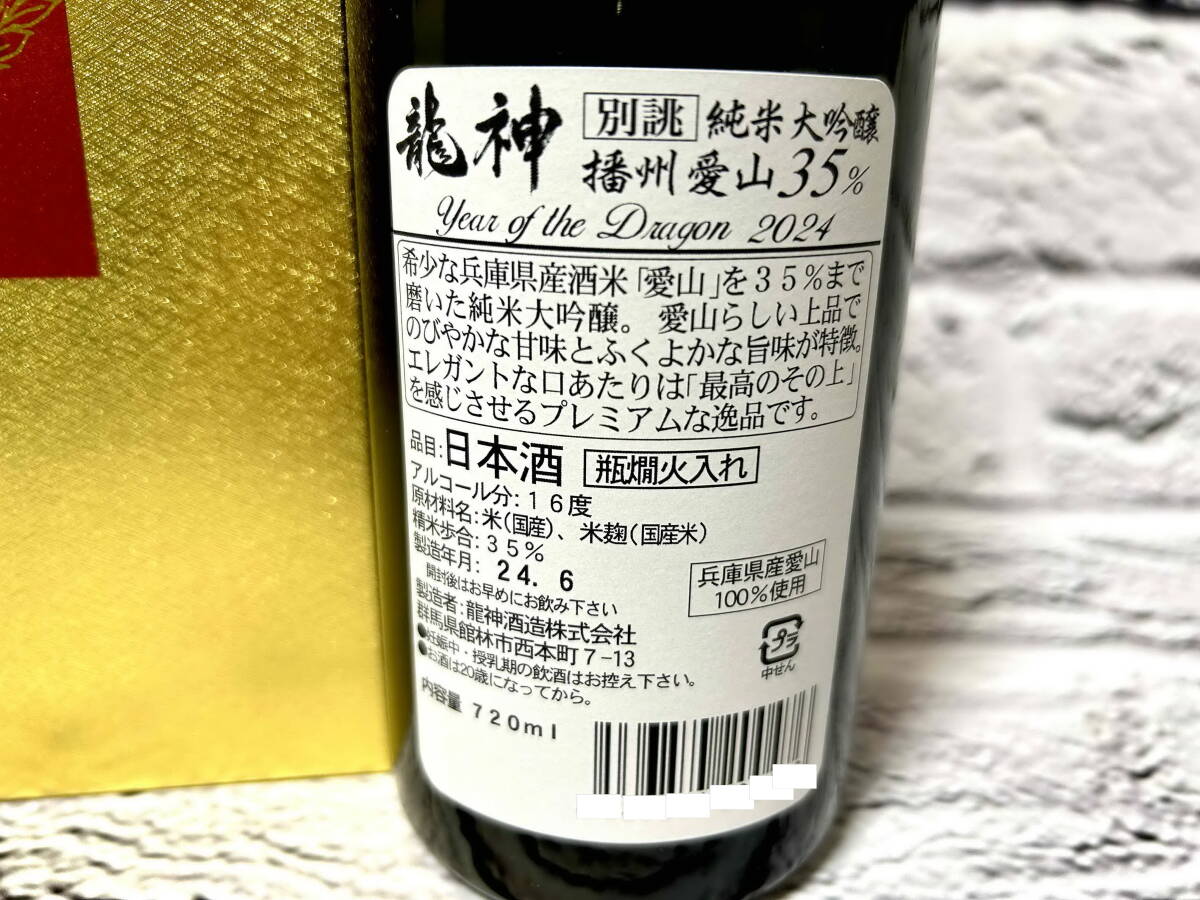 龍神 別誂 純米大吟醸
播州愛山35%
Year of the Dragon 2024
希少な兵庫県産酒米「愛山」を35%まで
磨いた純米大吟醸。愛山らしい上品で
のびやかな甘味とふくよかな旨味が特徴。
エレガントな口あたりは「最高のその上」
を感じさせるプレミアムな逸品です。
品目:日本酒 瓶燗火入れ
アルコール分:16度
原材料名:米(国産)、米麹(国産米)
精米歩合:35%
製造年月: 24. 6
開封後はお早めにお飲み下さい
兵庫県産愛山
100%使用
製造者:龍神酒造株式会社
群馬県館林市西本町7-13
●妊娠中・授乳期の飲酒はお控え下さい。
●お酒は20歳になってから。
プラ
中せん
内容量 720ml